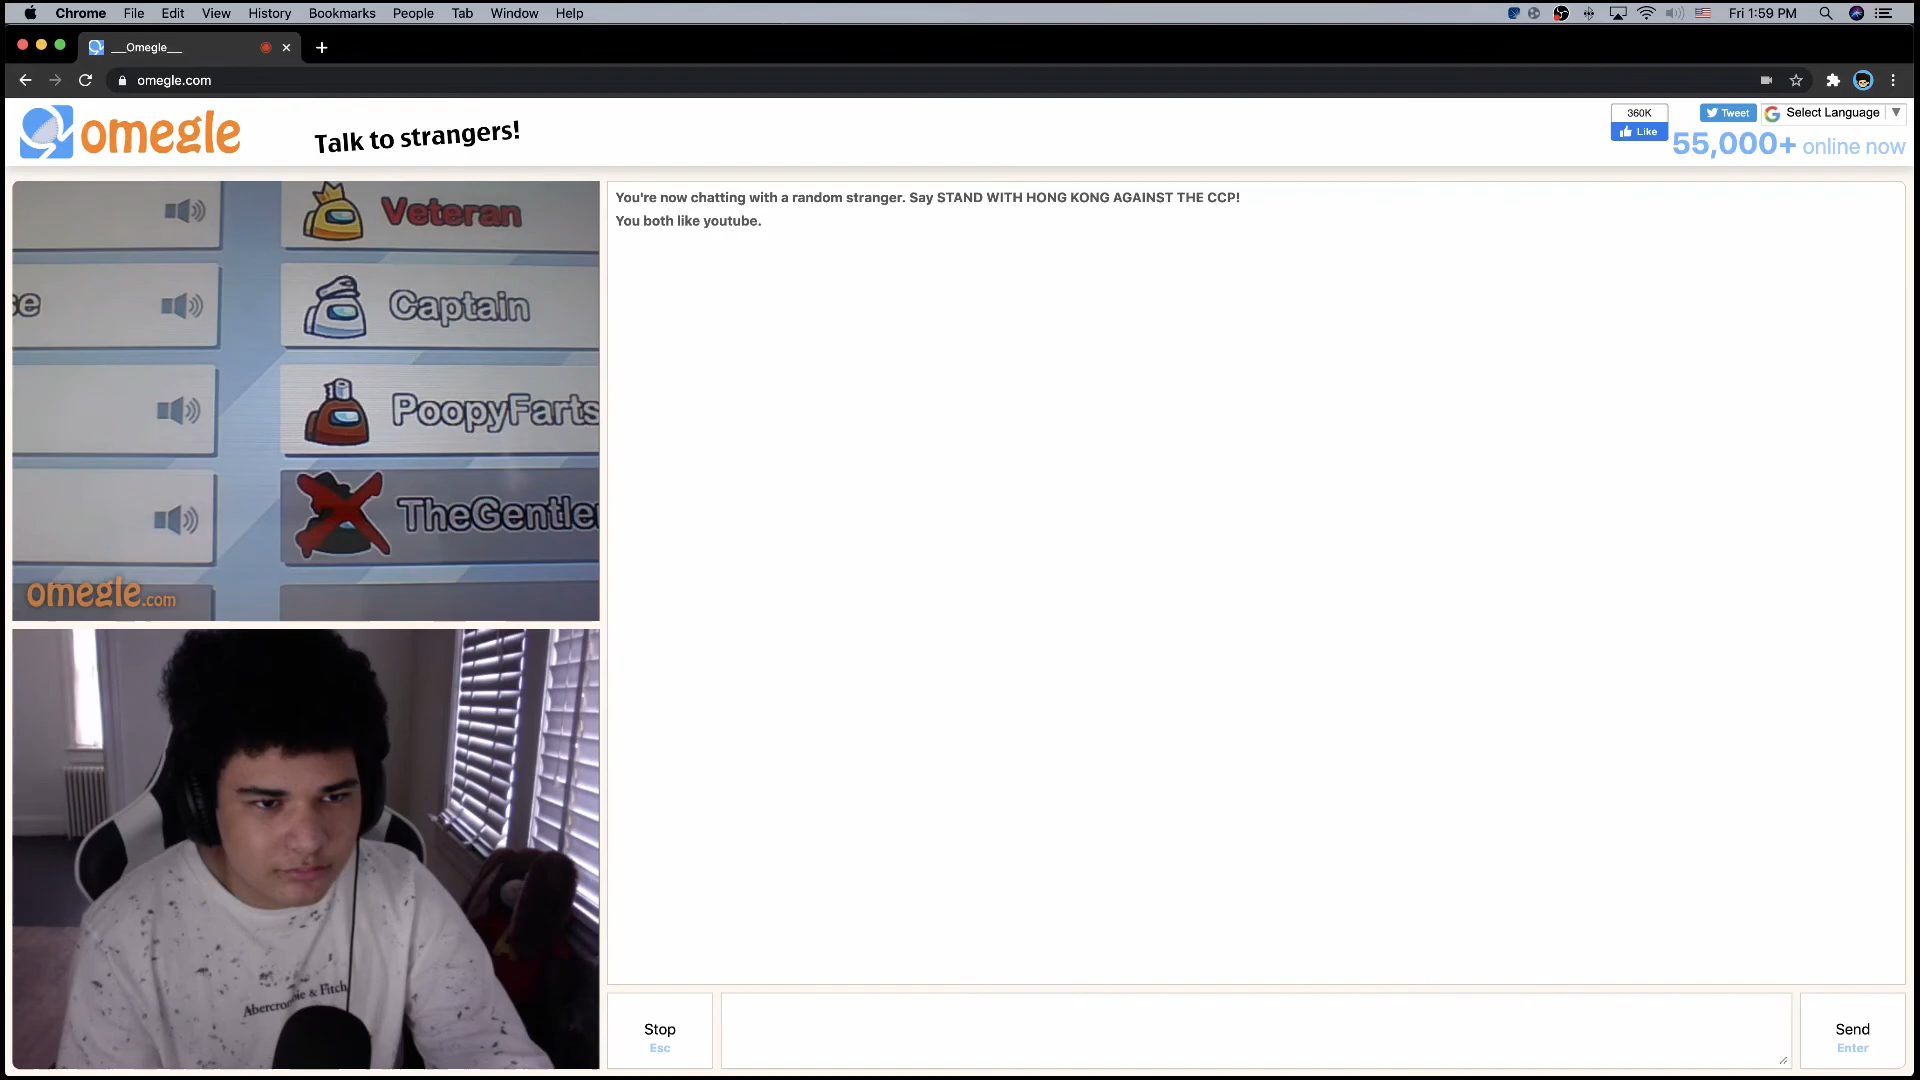 Chrome File Edit View History Bookmarks People Tab Window Help Fri 1:59 PM
__Omegle__
omegle.com
omegle Talk to strangers!
360K
Like
Tweet
Select Language
55,000+ online now
Veteran
Captain
se
PoopyFarts
TheGentle
omegle.com
You're now chatting with a random stranger. Say STAND WITH HONG KONG AGAINST THE CCP!
You both like youtube.
Abercrombie & Fitch
Stop
Esc
Send
Enter